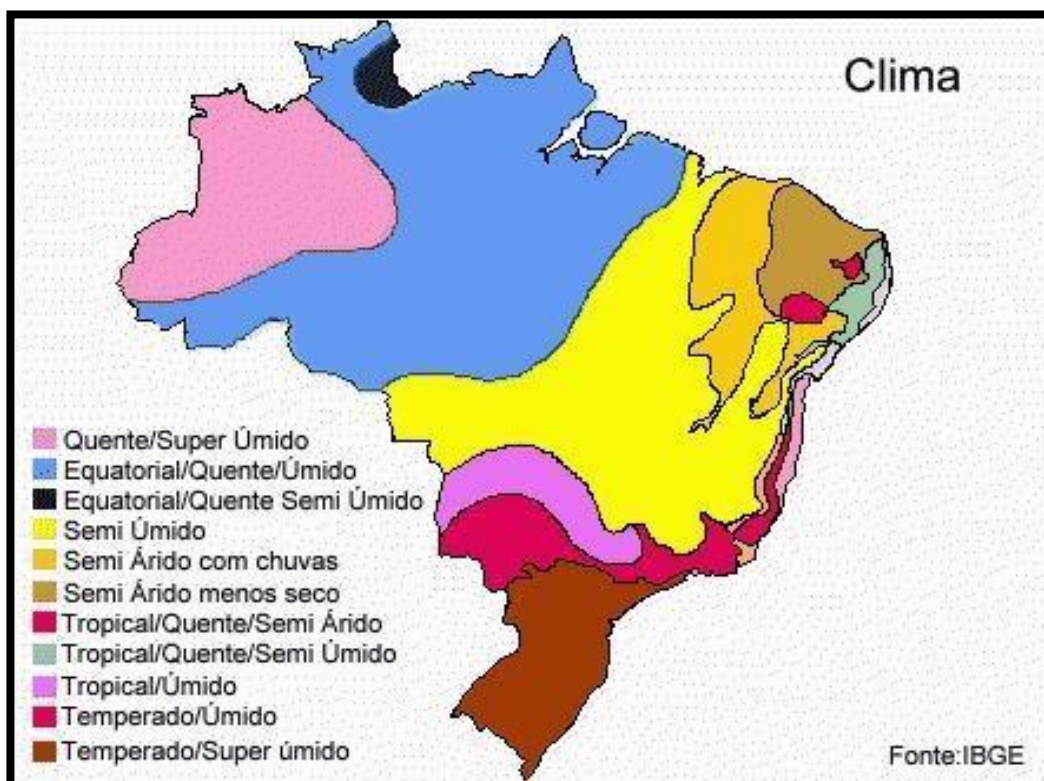 Clima
Quente/Super Úmido
Equatorial/Quente/Úmido
Equatorial/Quente Semi Úmido
Semi Úmido
Semi Árido com chuvas
Semi Árido menos seco
Tropical/Quente/Semi Árido
Tropical/Quente/Semi Úmido
Tropical/Úmido
Temperado/Úmido
Temperado/Super úmido
Fonte:IBGE